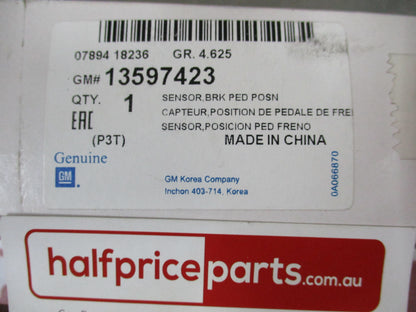 07894 18236 GR. 4.625
GM# 13597423
QTY. 1
SENSOR,BRK PED POSN
CAPTEUR,POSITION DE PEDALE DE FREI
SENSOR,POSICION PED FRENO
EAC
(P3T)
MADE IN CHINA
Genuine
GM
GM Korea Company
Inchon 403-714, Korea
0A066870
halfpriceparts.com.au